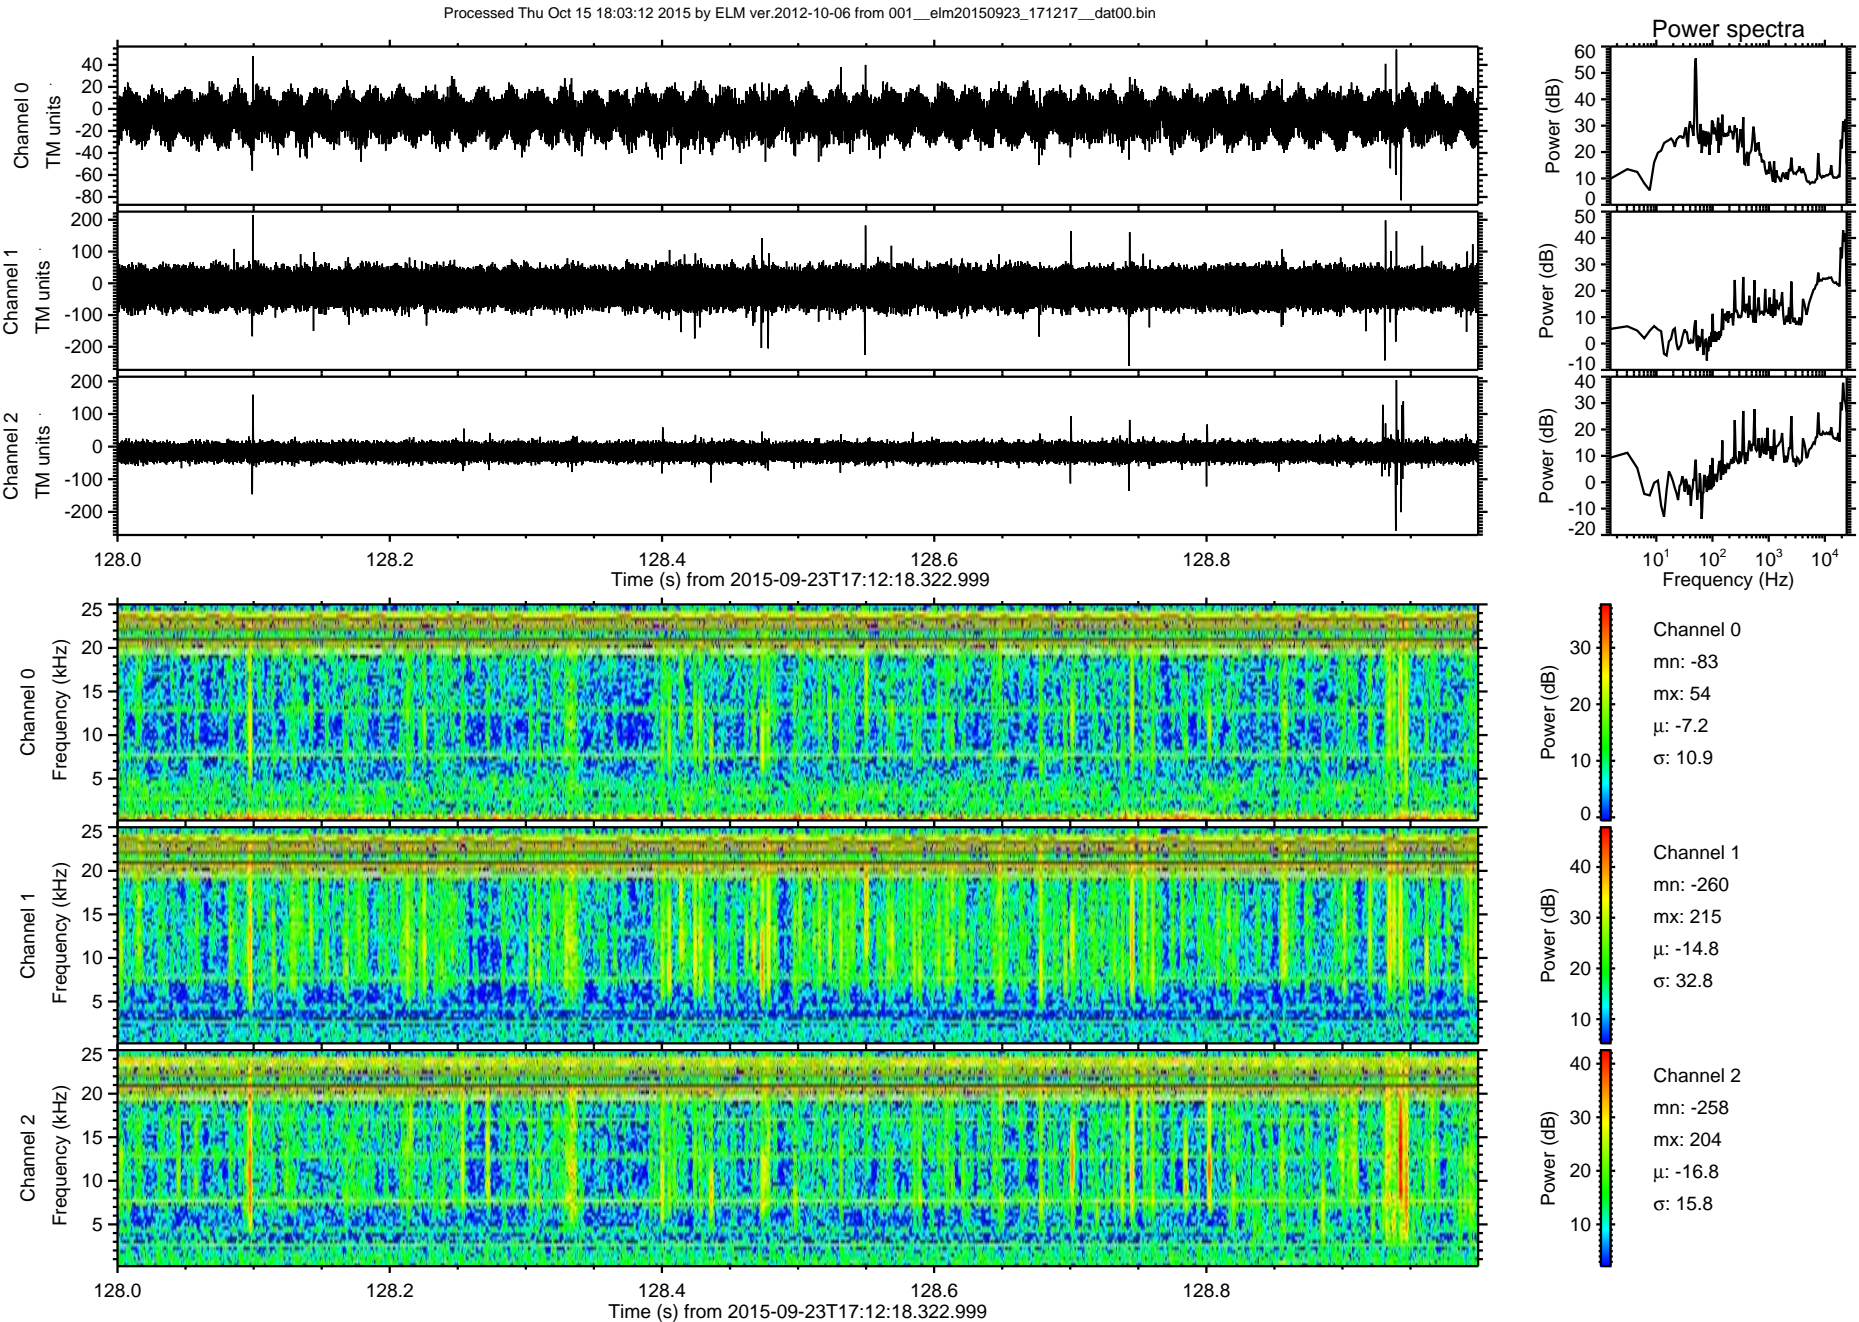 Processed Thu Oct 15 18:03:12 2015 by ELM ver.2012-10-06 from 001__elm20150923_171217__dat00.bin
Power spectra
Channel 0
TM units
40
20
0
-20
-40
-60
-80
Power (dB)
60
50
40
30
20
10
0
Channel 1
TM units
200
100
0
-100
-200
Power (dB)
50
40
30
20
10
0
-10
Channel 2
TM units
200
100
0
-100
-200
Power (dB)
40
30
20
10
0
-10
-20
128.0 128.2 128.4 128.6 128.8
Time (s) from 2015-09-23T17:12:18.322.999
10^1 10^2 10^3 10^4
Frequency (Hz)
Channel 0
Frequency (kHz)
25
20
15
10
5
Power (dB)
30
20
10
0
Channel 0
mn: -83
mx: 54
μ: -7.2
σ: 10.9
Channel 1
Frequency (kHz)
25
20
15
10
5
Power (dB)
40
30
20
10
Channel 1
mn: -260
mx: 215
μ: -14.8
σ: 32.8
Channel 2
Frequency (kHz)
25
20
15
10
5
Power (dB)
40
30
20
10
Channel 2
mn: -258
mx: 204
μ: -16.8
σ: 15.8
128.0 128.2 128.4 128.6 128.8
Time (s) from 2015-09-23T17:12:18.322.999